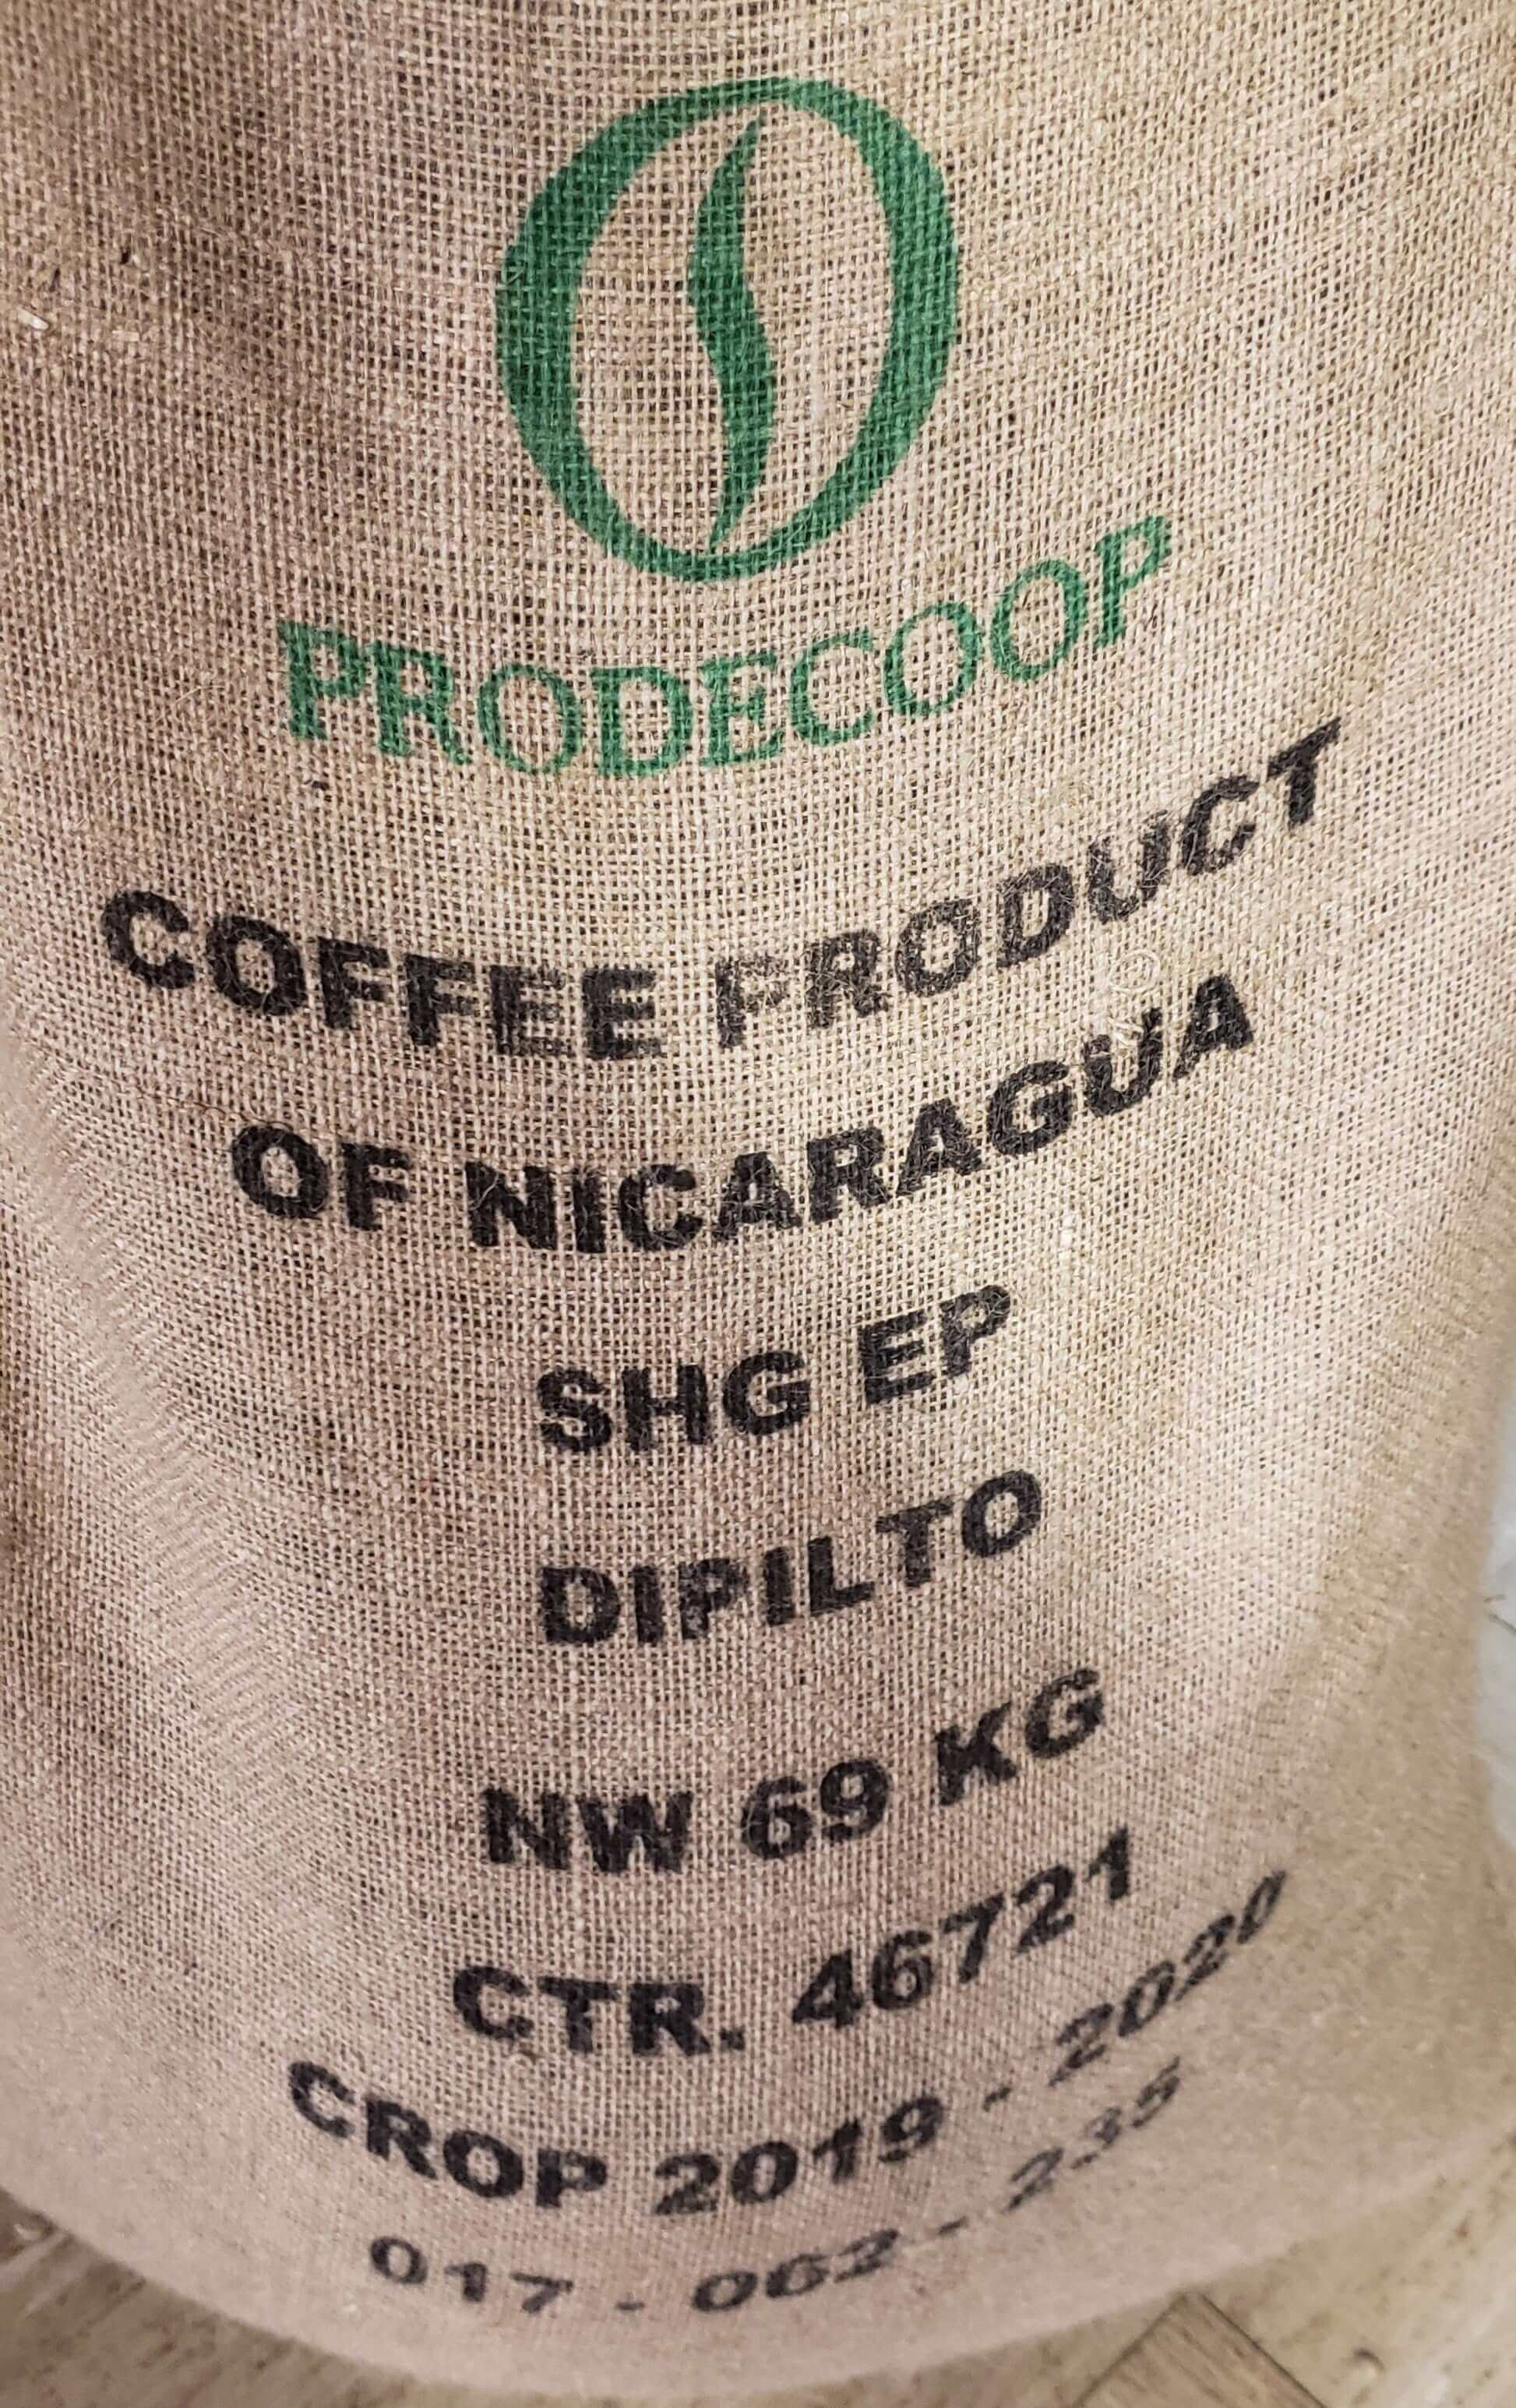 PRODECOOP
COFFEE PRODUCT
OF NICARAGUA
SHG EP
DIPILTO
NW 69 KG
CTR. 46721
CROP 2019 - 2020
017 - 062 - 235